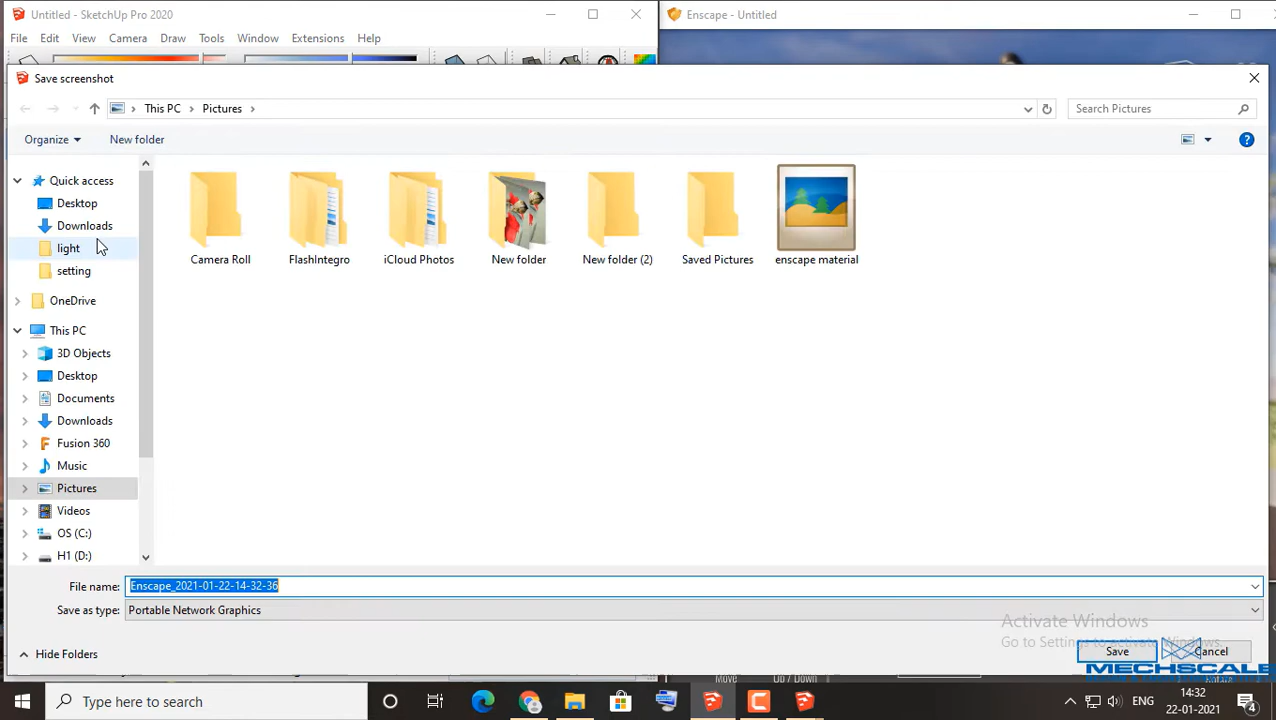 Untitled - SketchUp Pro 2020
Enscape - Untitled
File Edit View Camera Draw Tools Window Extensions Help
Save screenshot
This PC Pictures
Search Pictures
Organize New folder
Quick access
Desktop
Downloads
light
setting
OneDrive
This PC
3D Objects
Desktop
Documents
Downloads
Fusion 360
Music
Pictures
Videos
OS (C:)
H1 (D:)
Camera Roll
FlashIntegro
iCloud Photos
New folder
New folder (2)
Saved Pictures
enscape material
File name: Enscape_2021-01-22-14-32-36
Save as type: Portable Network Graphics
Activate Windows
Go to Settings to activate Windows.
Hide Folders
Save
Cancel
MECHSCALE
Move Up / Down
Type here to search
ENG
14:32
22-01-2021
4